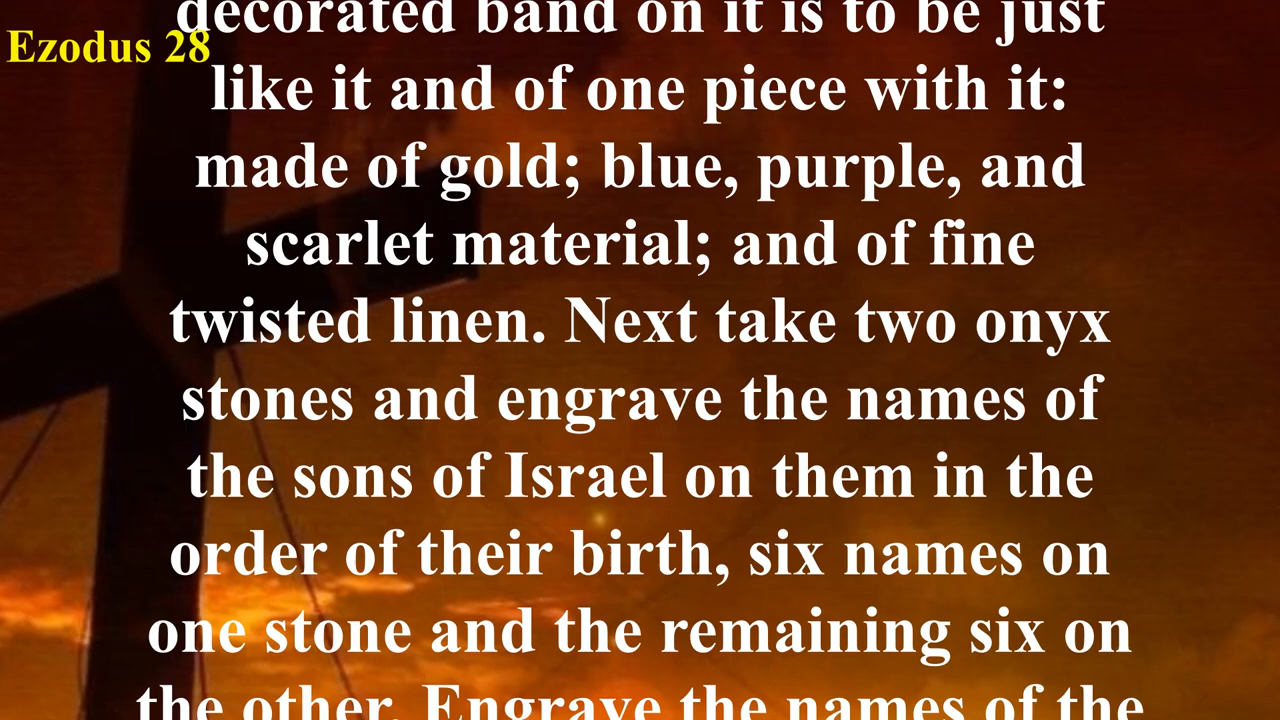 Ezodus 28
decorated band on it is to be just
like it and of one piece with it:
made of gold; blue, purple, and
scarlet material; and of fine
twisted linen. Next take two onyx
stones and engrave the names of
the sons of Israel on them in the
order of their birth, six names on
one stone and the remaining six on
the other. Engrave the names of the